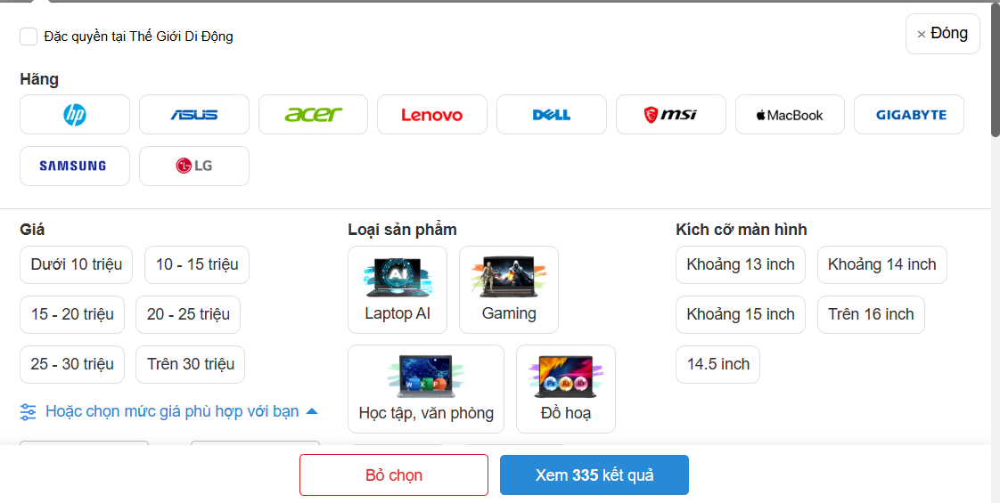 Đặc quyền tại Thế Giới Di Động
× Đóng
Hãng
hp ASUS acer Lenovo DELL msi MacBook GIGABYTE
SAMSUNG LG
Giá
Dưới 10 triệu 10 - 15 triệu
15 - 20 triệu 20 - 25 triệu
25 - 30 triệu Trên 30 triệu
Hoặc chọn mức giá phù hợp với bạn
Loại sản phẩm
AI
Laptop AI Gaming
W X P Ps Ai ID
Học tập, văn phòng Đồ hoạ
Kích cỡ màn hình
Khoảng 13 inch Khoảng 14 inch
Khoảng 15 inch Trên 16 inch
14.5 inch
Bỏ chọn Xem 335 kết quả